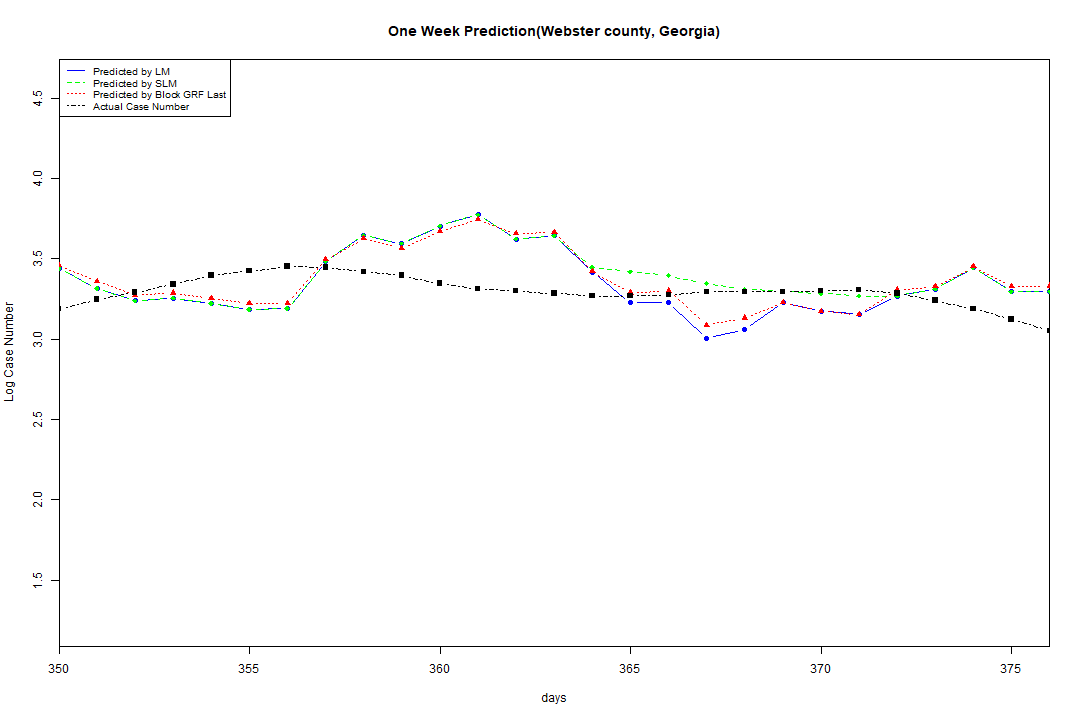 One Week Prediction(Webster county, Georgia)
Predicted by LM
Predicted by SLM
Predicted by Block GRF Last
Actual Case Number
4.5
4.0
3.5
3.0
2.5
2.0
1.5
Log Case Number
350
355
360
365
370
375
days